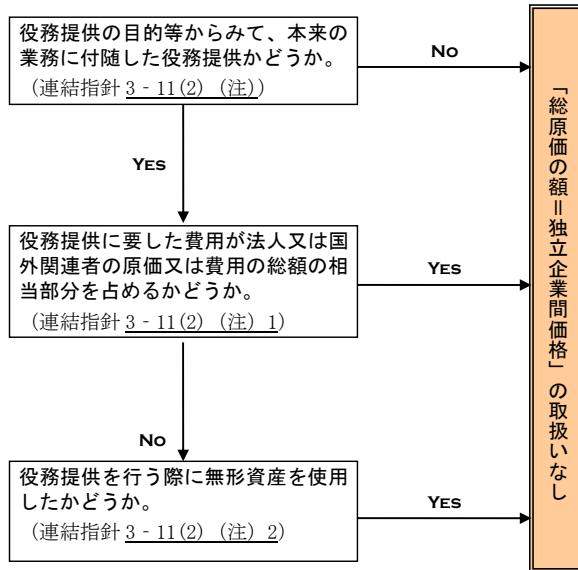 役務提供の目的等からみて、本来の
業務に付随した役務提供かどうか。
（連結指針 3‐11(2)（注））
No
Yes
役務提供に要した費用が法人又は国
外関連者の原価又は費用の総額の相
当部分を占めるかどうか。
（連結指針 3‐11(2)（注）1）
Yes
No
役務提供を行う際に無形資産を使用
したかどうか。
（連結指針 3‐11(2)（注）2）
Yes
「総原価の額＝独立企業間価格」の取扱いなし